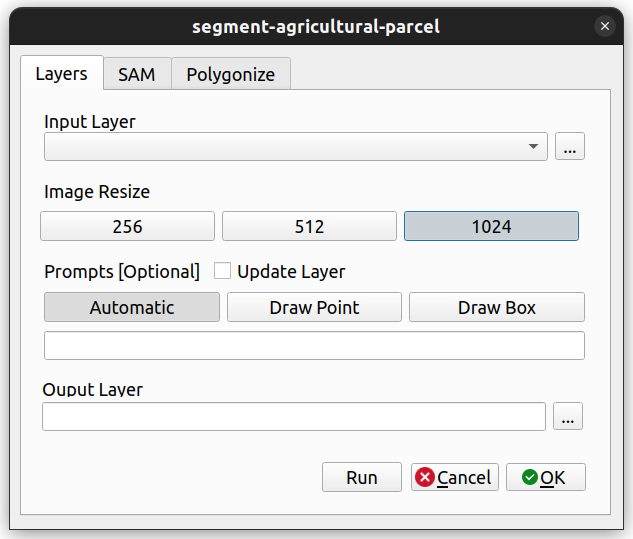 segment-agricultural-parcel
Layers SAM Polygonize
Input Layer
...
Image Resize
256 512 1024
Prompts [Optional] Update Layer
Automatic Draw Point Draw Box
Ouput Layer
...
Run Cancel OK